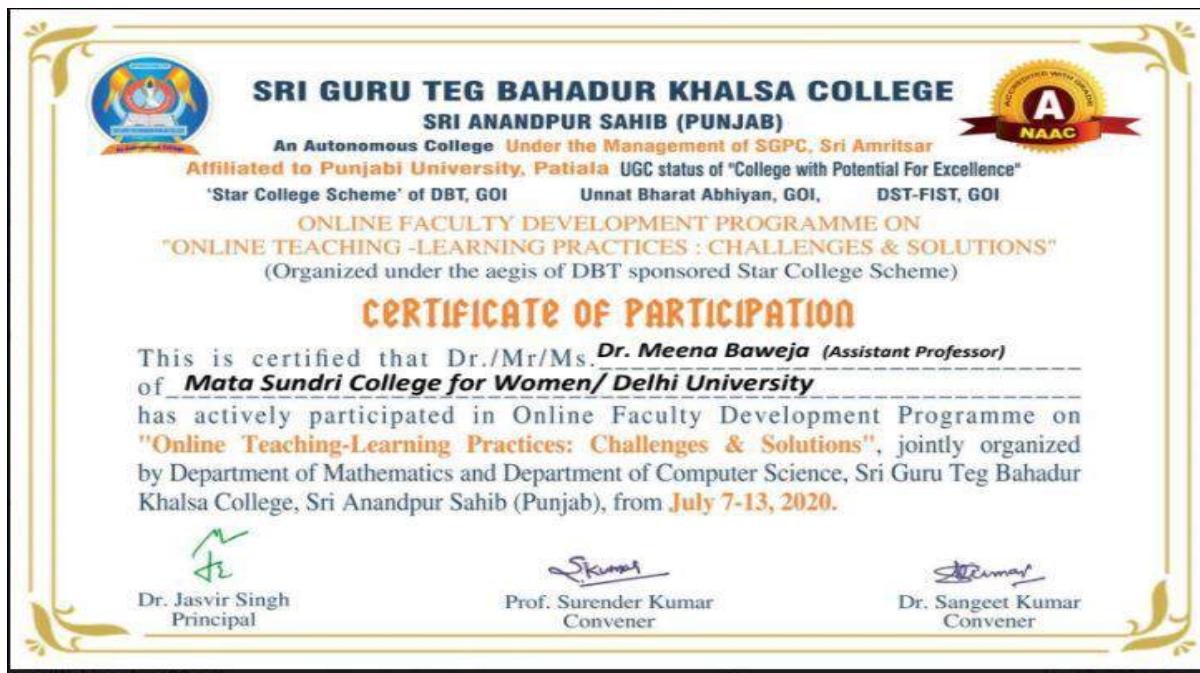 SRI GURU TEG BAHADUR KHALSA COLLEGE
SRI ANANDPUR SAHIB (PUNJAB)
An Autonomous College Under the Management of SGPC, Sri Amritsar
Affiliated to Punjabi University, Patiala UGC status of "College with Potential For Excellence"
'Star College Scheme' of DBT, GOI Unnat Bharat Abhiyan, GOI, DST-FIST, GOI
ACCREDITED WITH GRADE
A
NAAC
ONLINE FACULTY DEVELOPMENT PROGRAMME ON
"ONLINE TEACHING -LEARNING PRACTICES : CHALLENGES & SOLUTIONS"
(Organized under the aegis of DBT sponsored Star College Scheme)
CERTIFICATE OF PARTICIPATION
This is certified that Dr./Mr/Ms. Dr. Meena Baweja (Assistant Professor)
of Mata Sundri College for Women/ Delhi University
has actively participated in Online Faculty Development Programme on
"Online Teaching-Learning Practices: Challenges & Solutions", jointly organized
by Department of Mathematics and Department of Computer Science, Sri Guru Teg Bahadur
Khalsa College, Sri Anandpur Sahib (Punjab), from July 7-13, 2020.
SKumar
Dr. Jasvir Singh
Principal
Prof. Surender Kumar
Convener
Dr. Sangeet Kumar
Convener